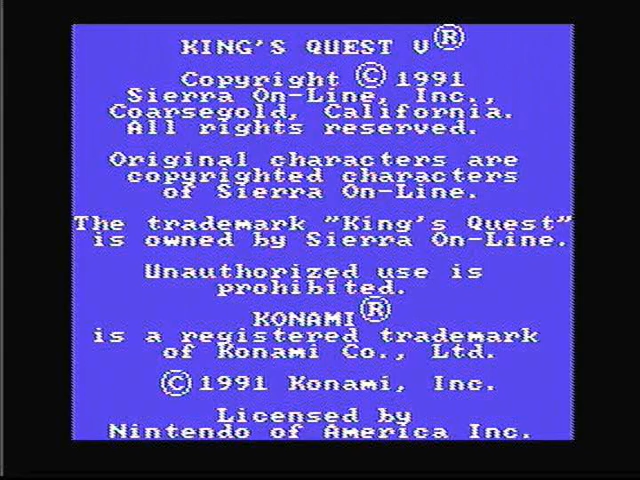 KING'S QUEST V®
Copyright © 1991
Sierra On-Line, Inc.,
Coarsegold, California.
All rights reserved.
Original characters are
copyrighted characters
of Sierra On-Line.
The trademark "King's Quest"
is owned by Sierra On-Line.
Unauthorized use is
prohibited.
KONAMI®
is a registered trademark
of Konami Co., Ltd.
©1991 Konami, Inc.
Licensed by
Nintendo of America Inc.